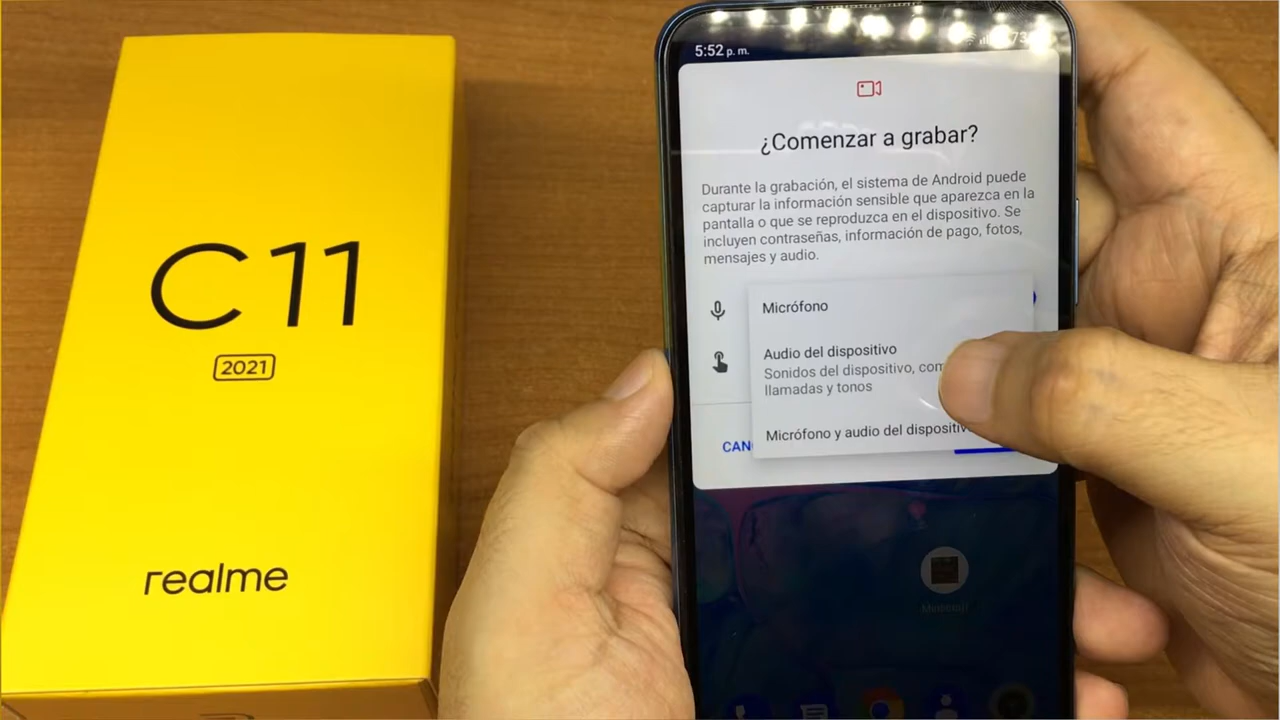 C11
2021
realme
5:52 p. m.
¿Comenzar a grabar?
Durante la grabación, el sistema de Android puede
capturar la información sensible que aparezca en la
pantalla o que se reproduzca en el dispositivo. Se
incluyen contraseñas, información de pago, fotos,
mensajes y audio.
Micrófono
Audio del dispositivo
Sonidos del dispositivo, com
llamadas y tonos
Micrófono y audio del dispositiv
CAN